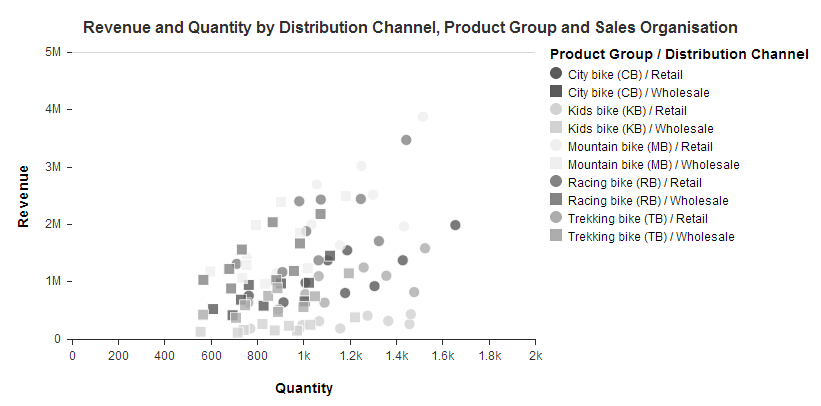 Revenue and Quantity by Distribution Channel, Product Group and Sales Organisation
5M
4M
3M
2M
1M
0
Revenue
0
200
400
600
800
1k
1.2k
1.4k
1.6k
1.8k
2k
Quantity
Product Group / Distribution Channel
City bike (CB) / Retail
City bike (CB) / Wholesale
Kids bike (KB) / Retail
Kids bike (KB) / Wholesale
Mountain bike (MB) / Retail
Mountain bike (MB) / Wholesale
Racing bike (RB) / Retail
Racing bike (RB) / Wholesale
Trekking bike (TB) / Retail
Trekking bike (TB) / Wholesale